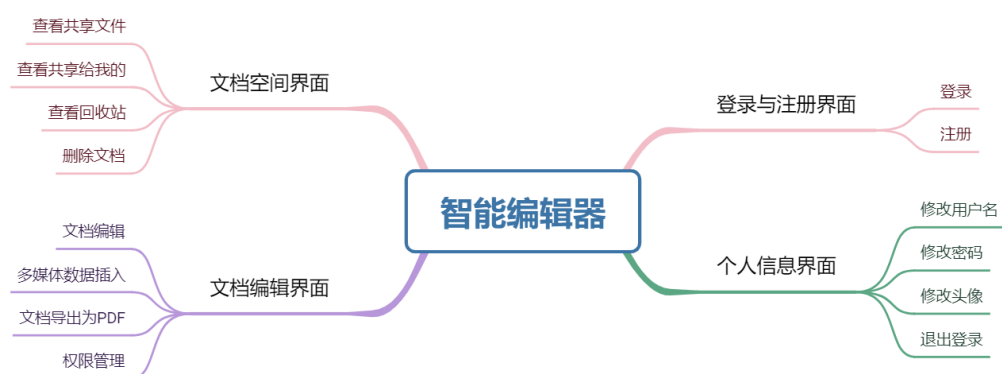 智能编辑器
文档空间界面
查看共享文件
查看共享给我的
查看回收站
删除文档
文档编辑界面
文档编辑
多媒体数据插入
文档导出为PDF
权限管理
登录与注册界面
登录
注册
个人信息界面
修改用户名
修改密码
修改头像
退出登录